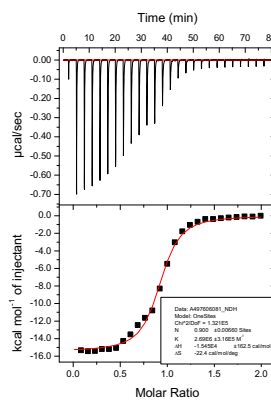 Time (min)
0 10 20 30 40 50 60 70 80
0.00
-0.10
-0.20
-0.30
-0.40
-0.50
-0.60
-0.70
µcal/sec
0.0
-2.0
-4.0
-6.0
-8.0
-10.0
-12.0
-14.0
-16.0
kcal mol⁻¹ of injectant
Data: A497606081_NDH
Model: OneSites
Chi^2/DoF = 1.321E5
N 0.900 ±0.00660 Sites
K 2.69E6 ±3.16E5 M⁻¹
ΔH -1.545E4 ±162.5 cal/mol
ΔS -22.4 cal/mol/deg
0.0 0.5 1.0 1.5 2.0
Molar Ratio